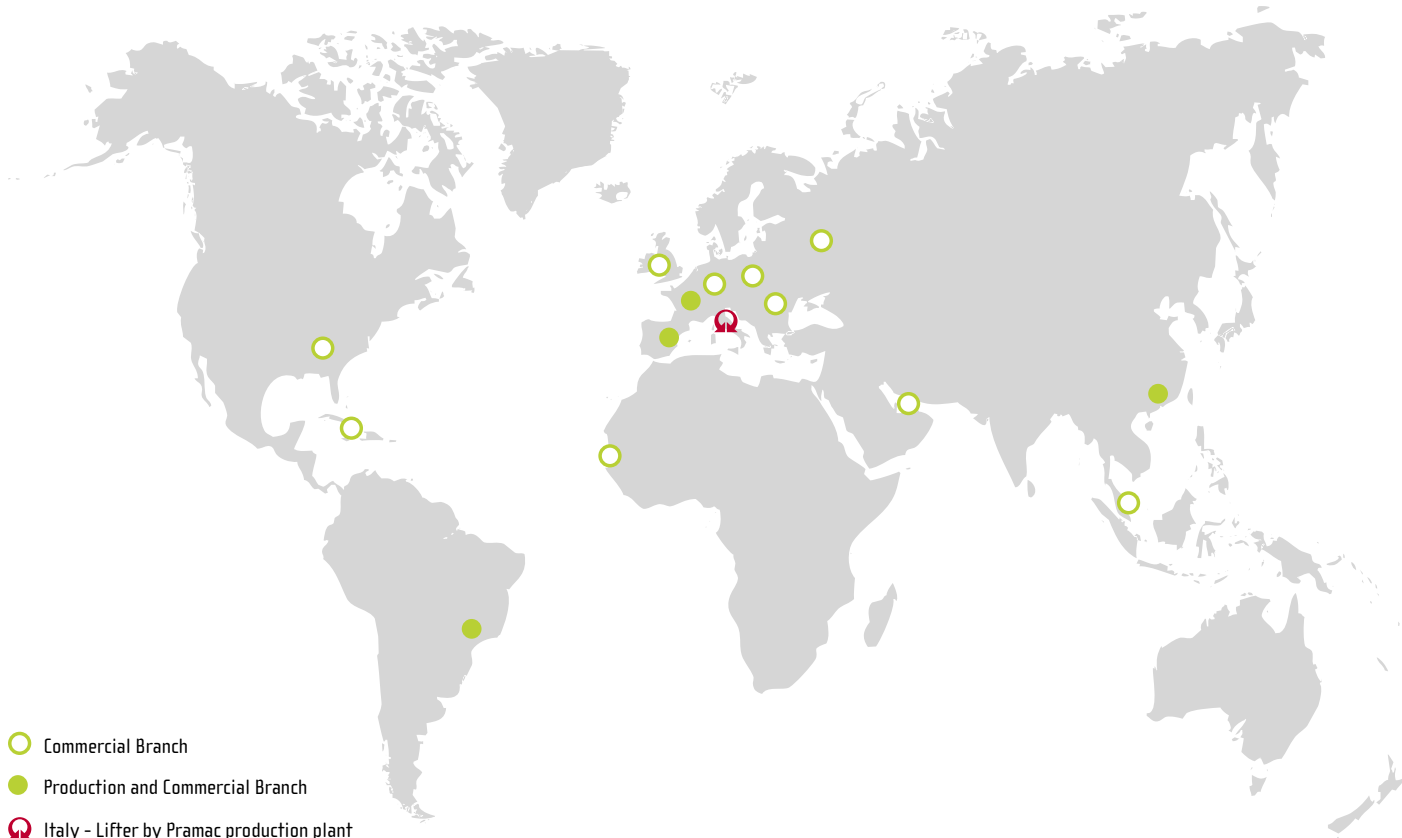 Commercial Branch
Production and Commercial Branch
Italy - Lifter by Pramac production plant